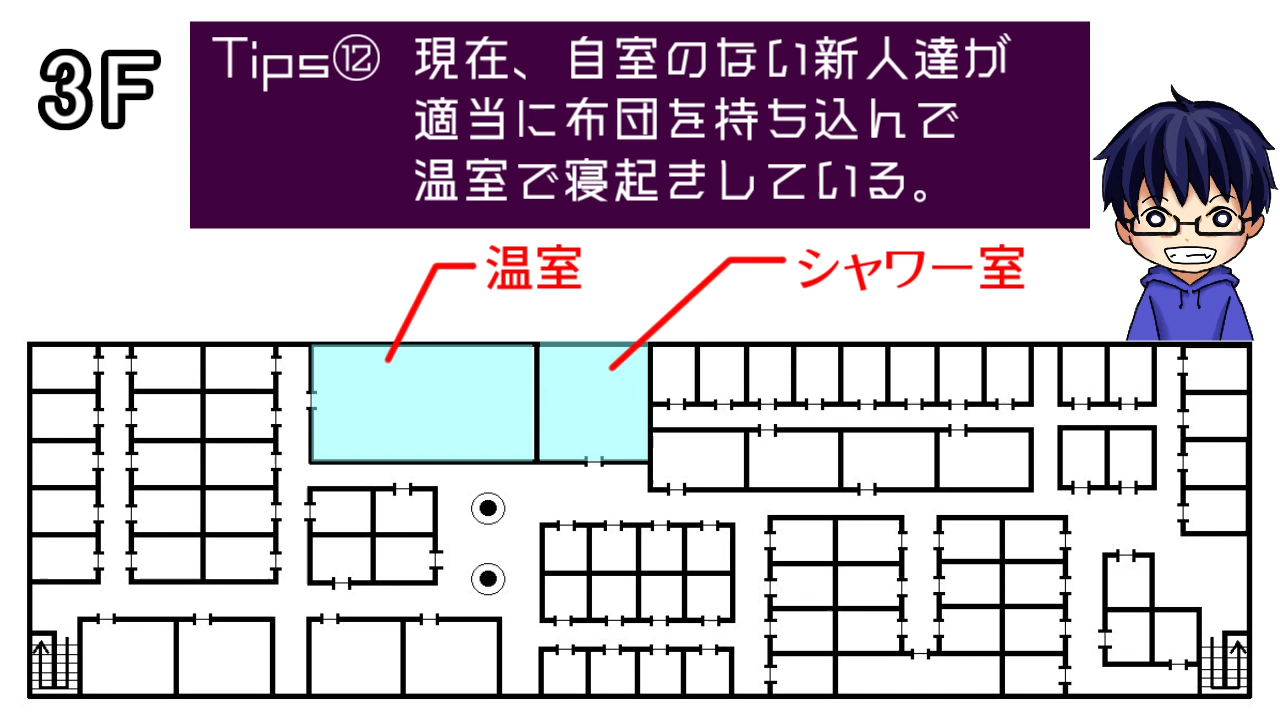 3F
Tips⑫ 現在、自室のない新人達が
適当に布団を持ち込んで
温室で寝起きしている。
温室
シャワー室